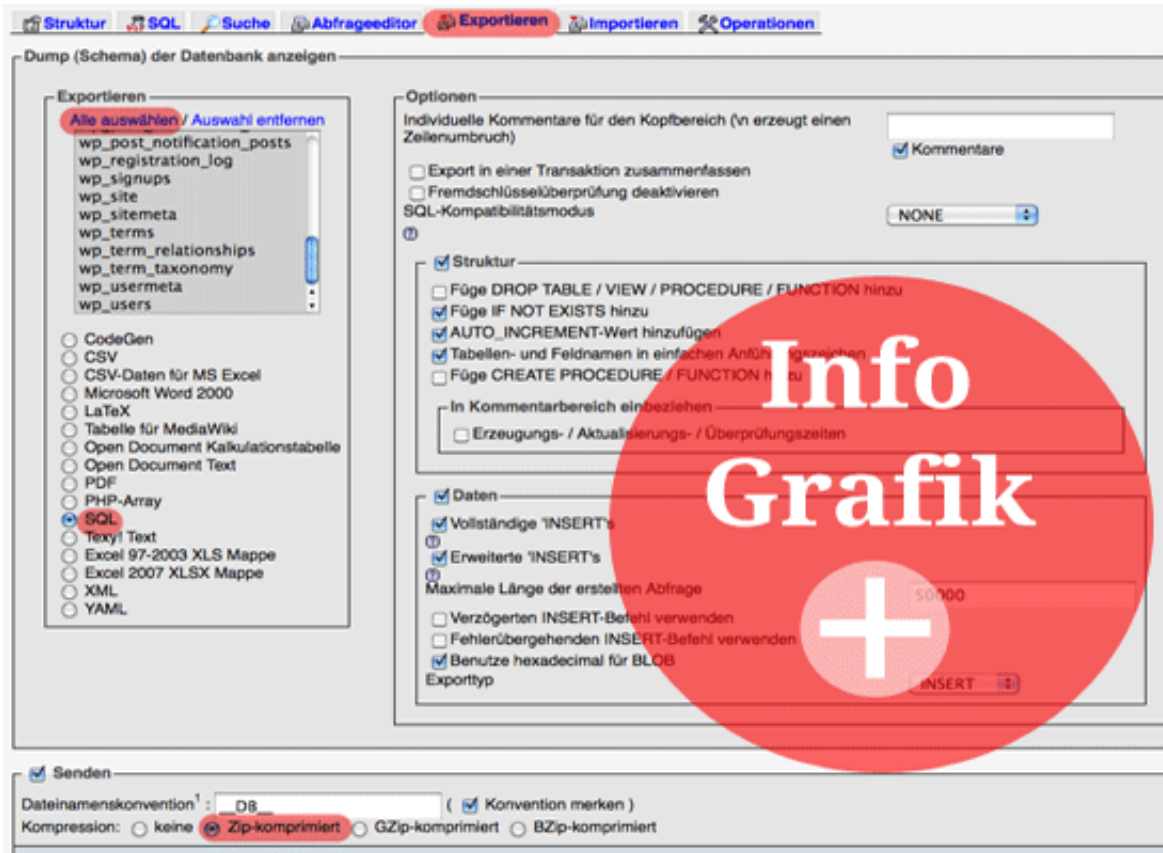 Struktur SQL Suche Abfrageeditor Exportieren Importieren Operationen
Dump (Schema) der Datenbank anzeigen
Exportieren
Alle auswählen / Auswahl entfernen
wp_post_notification_posts
wp_registration_log
wp_signups
wp_site
wp_sitemeta
wp_terms
wp_term_relationships
wp_term_taxonomy
wp_usermeta
wp_users
CodeGen
CSV
CSV-Daten für MS Excel
Microsoft Word 2000
LaTeX
Tabelle für MediaWiki
Open Document Kalkulationstabelle
Open Document Text
PDF
PHP-Array
SQL
Texy! Text
Excel 97-2003 XLS Mappe
Excel 2007 XLSX Mappe
XML
YAML
Optionen
Individuelle Kommentare für den Kopfbereich (\n erzeugt einen
Zeilenumbruch)
Kommentare
Export in einer Transaktion zusammenfassen
Fremdschlüsselüberprüfung deaktivieren
SQL-Kompatibilitätsmodus
NONE
Struktur
Füge DROP TABLE / VIEW / PROCEDURE / FUNCTION hinzu
Füge IF NOT EXISTS hinzu
AUTO_INCREMENT-Wert hinzufügen
Tabellen- und Feldnamen in einfachen Anführungszeichen
Füge CREATE PROCEDURE / FUNCTION hinzu
In Kommentarbereich einbeziehen
Erzeugungs- / Aktualisierungs- / Überprüfungszeiten
Daten
Vollständige 'INSERT's
Erweiterte 'INSERT's
Maximale Länge der erstellten Abfrage
50000
Verzögerten INSERT-Befehl verwenden
Fehlerübergehenden INSERT-Befehl verwenden
Benutze hexadecimal für BLOB
Exporttyp
INSERT
Info
Grafik
Senden
Dateinamenskonvention1 : __DB__ ( Konvention merken )
Kompression: keine Zip-komprimiert GZip-komprimiert BZip-komprimiert